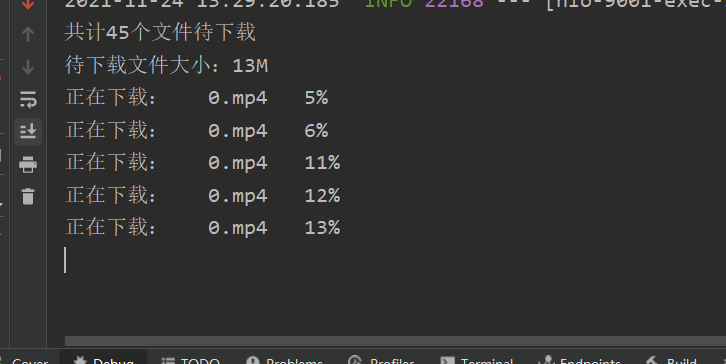 2021-11-24 13:29:20.185 INFO 22168 --- [nio-9001-exec-
共计45个文件待下载
待下载文件大小：13M
正在下载： 0.mp4 5%
正在下载： 0.mp4 6%
正在下载： 0.mp4 11%
正在下载： 0.mp4 12%
正在下载： 0.mp4 13%
Cover Debug TODO Problems Profiler Terminal Endpoints Build